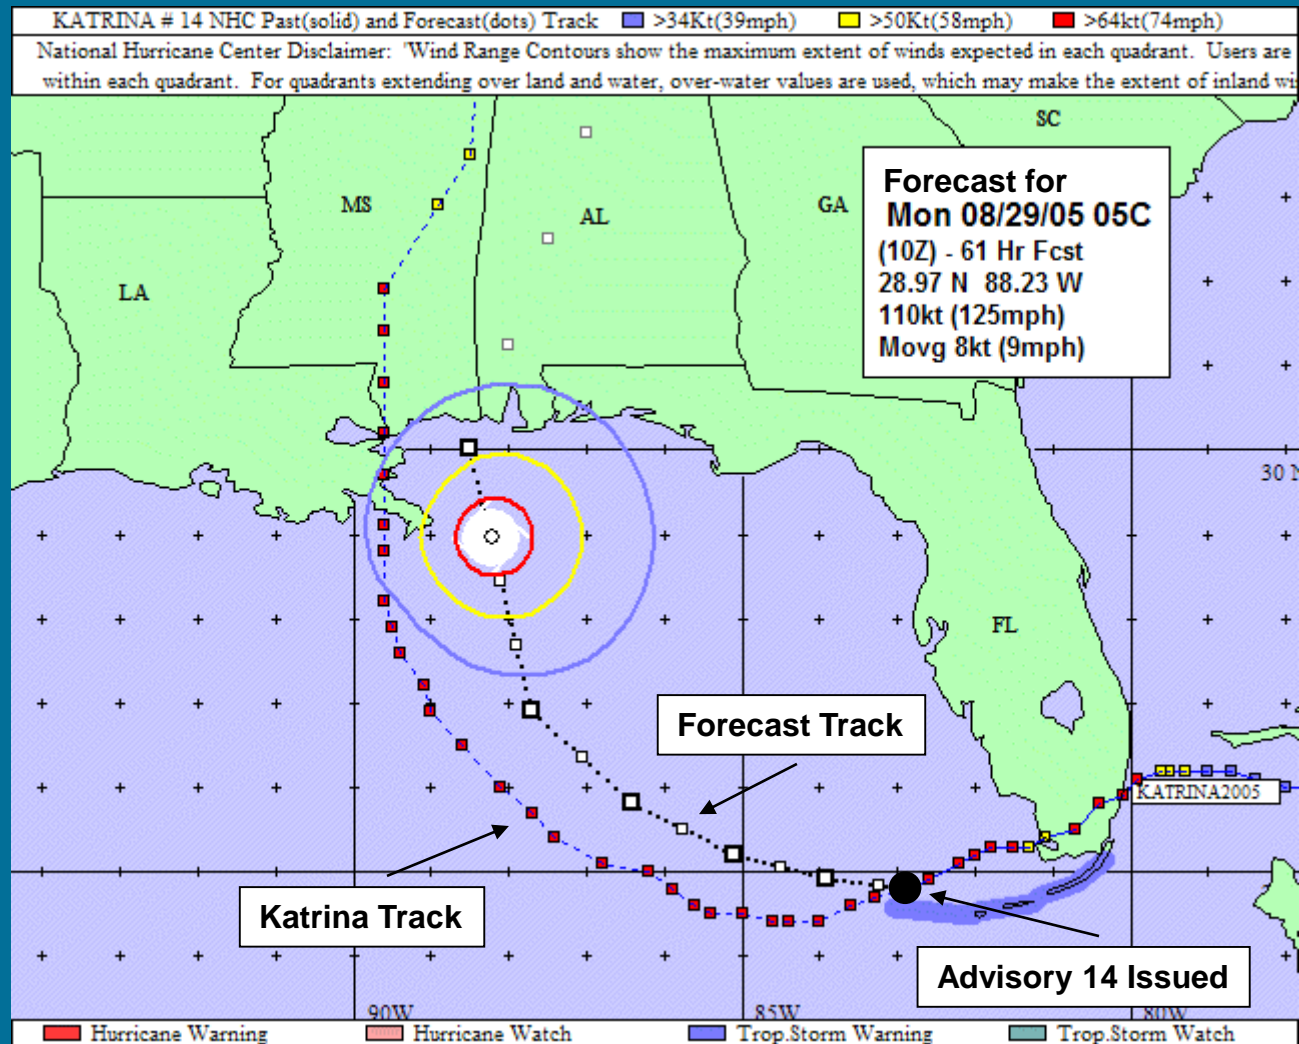 KATRINA # 14 NHC Past(solid) and Forecast(dots) Track >34Kt(39mph) >50Kt(58mph) >64kt(74mph)
National Hurricane Center Disclaimer: 'Wind Range Contours show the maximum extent of winds expected in each quadrant. Users are
within each quadrant. For quadrants extending over land and water, over-water values are used, which may make the extent of inland
SC
Forecast for
Mon 08/29/05 05C
(10Z) - 61 Hr Fcst
28.97 N 88.23 W
110kt (125mph)
Movg 8kt (9mph)
MS
AL
GA
LA
30 N
FL
Forecast Track
KATRINA2005
Katrina Track
Advisory 14 Issued
90W
85W
80W
Hurricane Warning Hurricane Watch Trop.Storm Warning Trop.Storm Watch